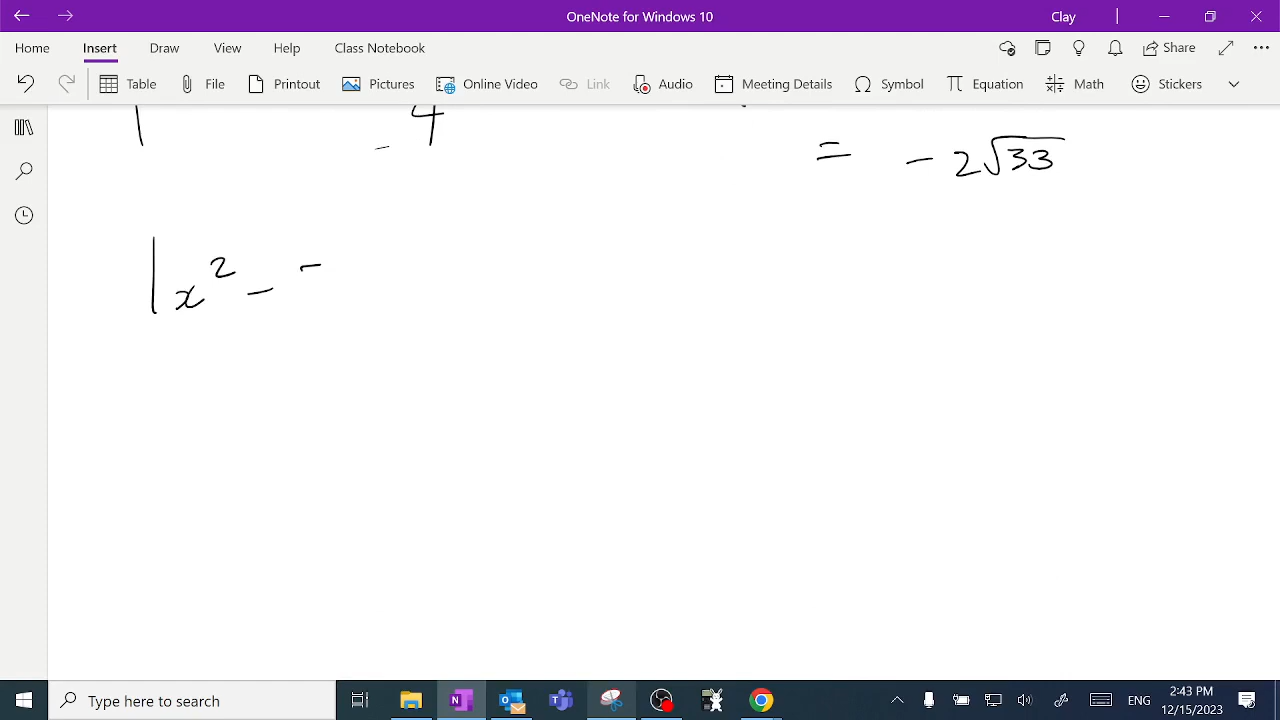 OneNote for Windows 10 Clay
Home Insert Draw View Help Class Notebook Share
Table File Printout Pictures Online Video Link Audio Meeting Details Symbol Equation Math Stickers
4
= - 2√33
|x² -
Type here to search
ENG
2:43 PM
12/15/2023